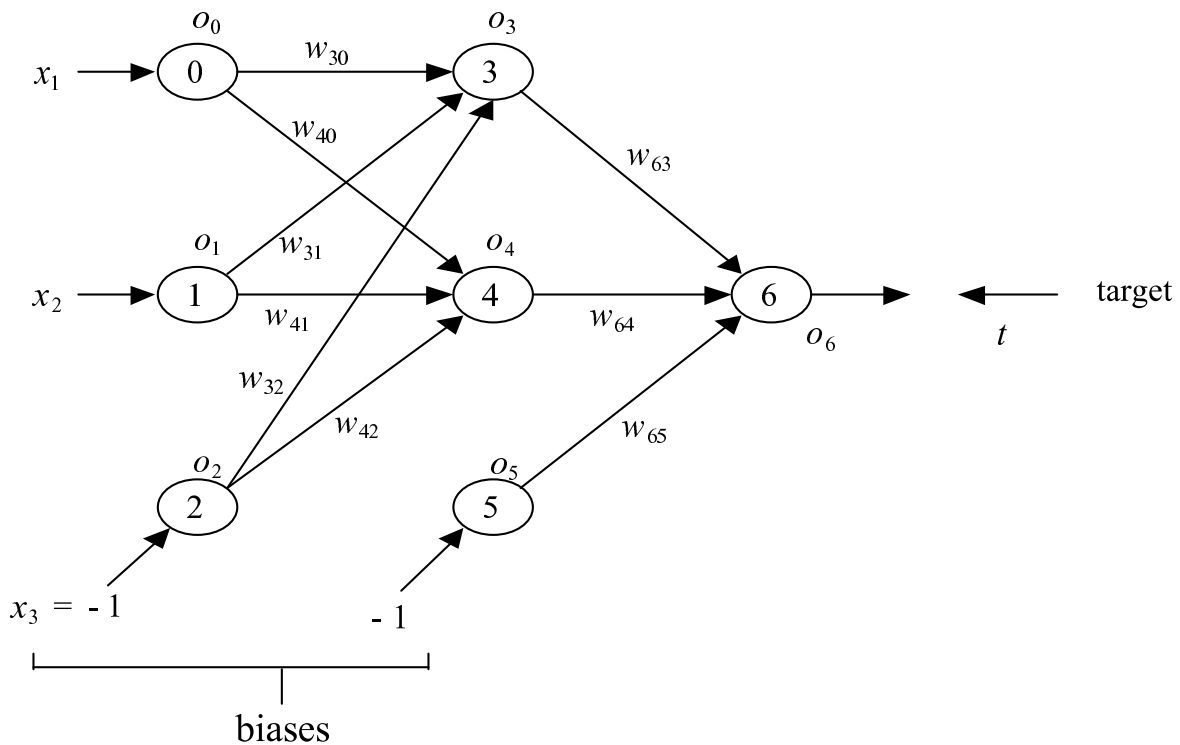 o0 o3
x1 0 w30 3
w40 w63
o1 w31 o4
x2 1 w41 4 w64 6 target
o6 t
w32 w42 w65
o2 o5
2 5
x3 = - 1 - 1
biases